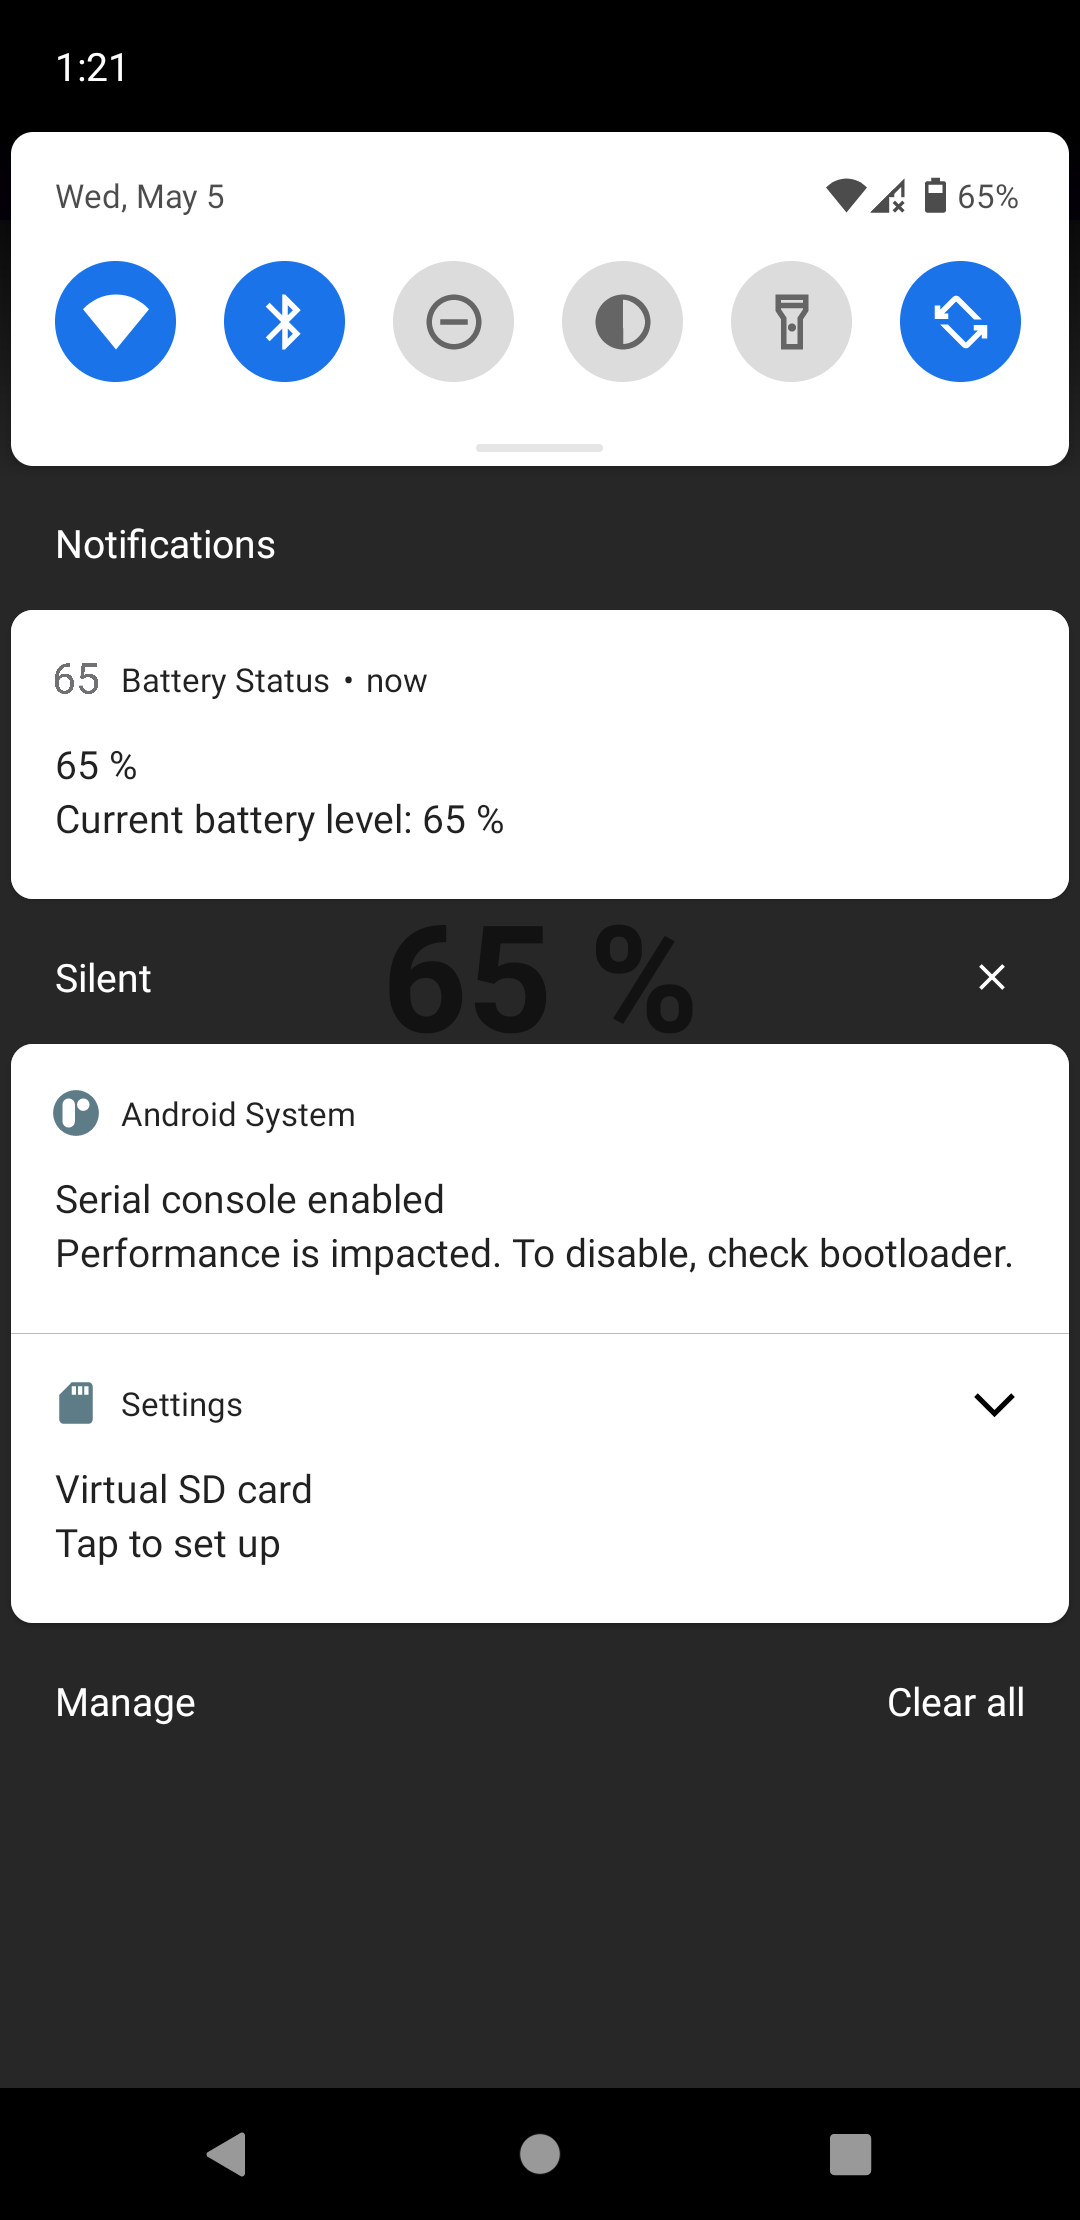 1:21
Wed, May 5
65%
Notifications
65 Battery Status • now
65 %
Current battery level: 65 %
65 %
Silent
Android System
Serial console enabled
Performance is impacted. To disable, check bootloader.
Settings
Virtual SD card
Tap to set up
Manage
Clear all